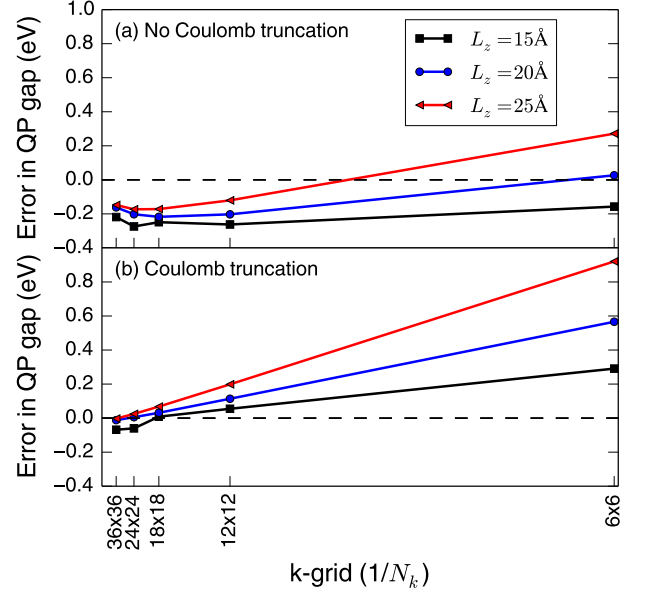 1.0
0.8
0.6
0.4
0.2
0.0
−0.2
−0.4
Error in QP gap (eV)
(a) No Coulomb truncation
L_z = 15Å
L_z = 20Å
L_z = 25Å
0.8
0.6
0.4
0.2
0.0
−0.2
−0.4
Error in QP gap (eV)
(b) Coulomb truncation
36x36
24x24
18x18
12x12
6x6
k-grid (1/N_k)